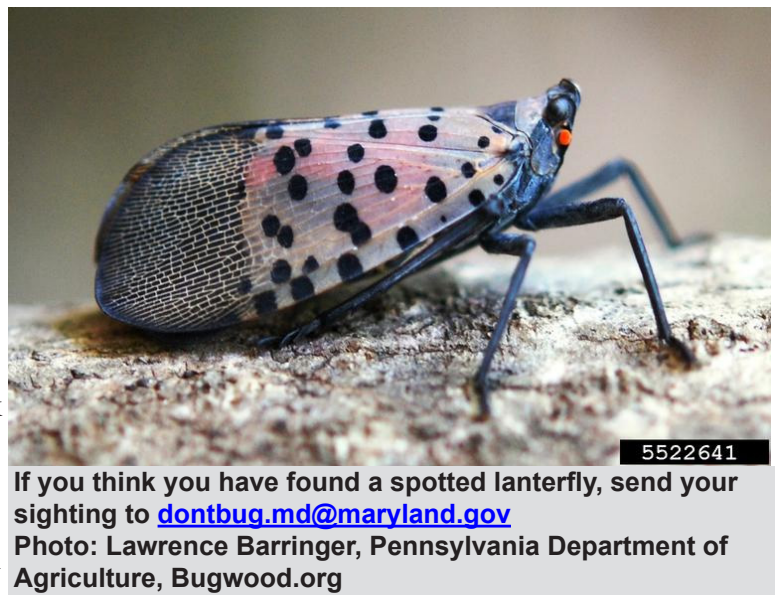 5522641
If you think you have found a spotted lanterfly, send your
sighting to dontbug.md@maryland.gov
Photo: Lawrence Barringer, Pennsylvania Department of
Agriculture, Bugwood.org